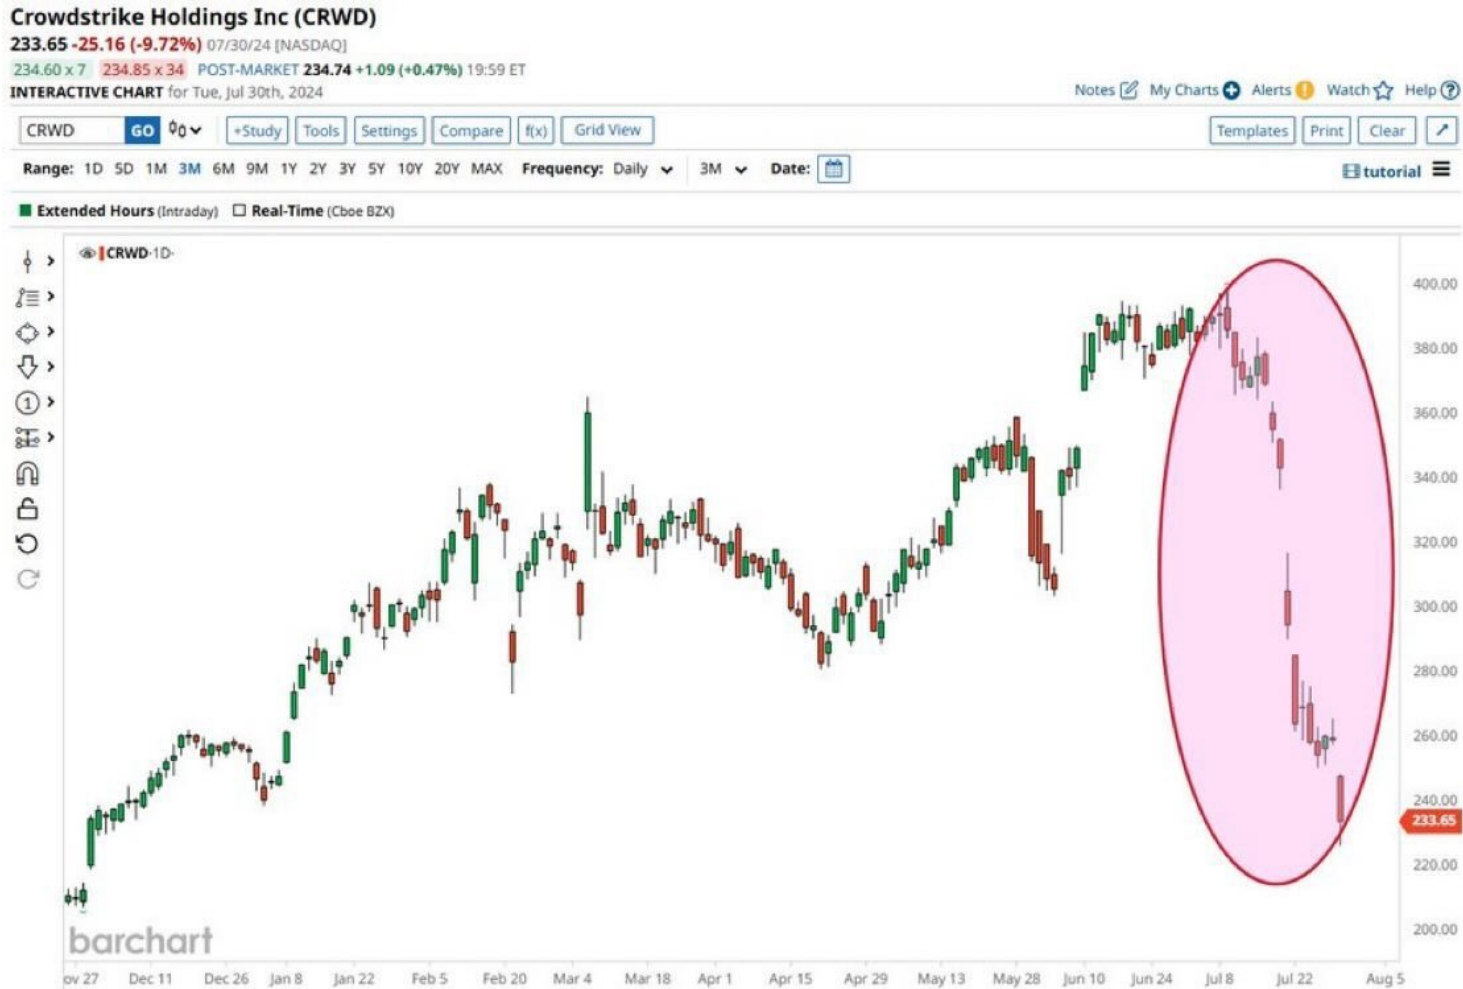 Crowdstrike Holdings Inc (CRWD)
233.65 -25.16 (-9.72%) 07/30/24 [NASDAQ]
234.60 x 7 234.85 x 34 POST-MARKET 234.74 +1.09 (+0.47%) 19:59 ET
INTERACTIVE CHART for Tue, Jul 30th, 2024
Notes My Charts Alerts Watch Help
CRWD GO +Study Tools Settings Compare f(x) Grid View Templates Print Clear
Range: 1D 5D 1M 3M 6M 9M 1Y 2Y 3Y 5Y 10Y 20Y MAX Frequency: Daily 3M Date: tutorial
Extended Hours (Intraday) Real-Time (Cboe BZX)
CRWD·1D·
400.00
380.00
360.00
340.00
320.00
300.00
280.00
260.00
240.00
233.65
220.00
200.00
barchart
ov 27 Dec 11 Dec 26 Jan 8 Jan 22 Feb 5 Feb 20 Mar 4 Mar 18 Apr 1 Apr 15 Apr 29 May 13 May 28 Jun 10 Jun 24 Jul 8 Jul 22 Aug 5